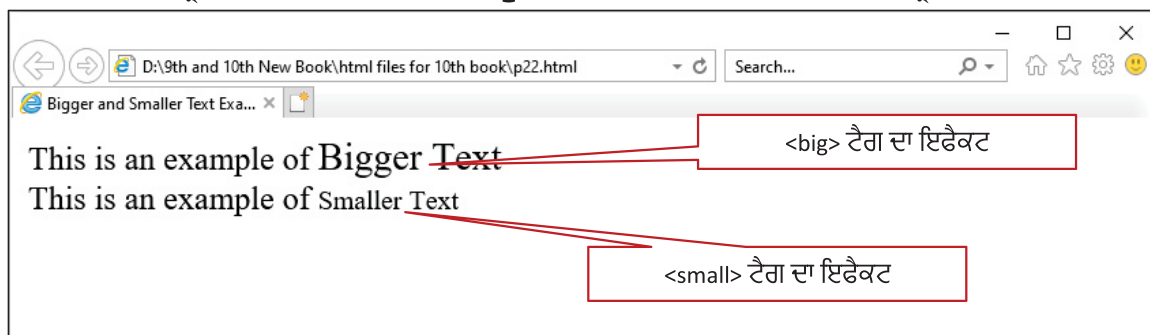 D:\9th and 10th New Book\html files for 10th book\p22.html
Search...
Bigger and Smaller Text Exa...
<big> ਟੈਗ ਦਾ ਇਫੈਕਟ
This is an example of Bigger Text
This is an example of Smaller Text
<small> ਟੈਗ ਦਾ ਇਫੈਕਟ